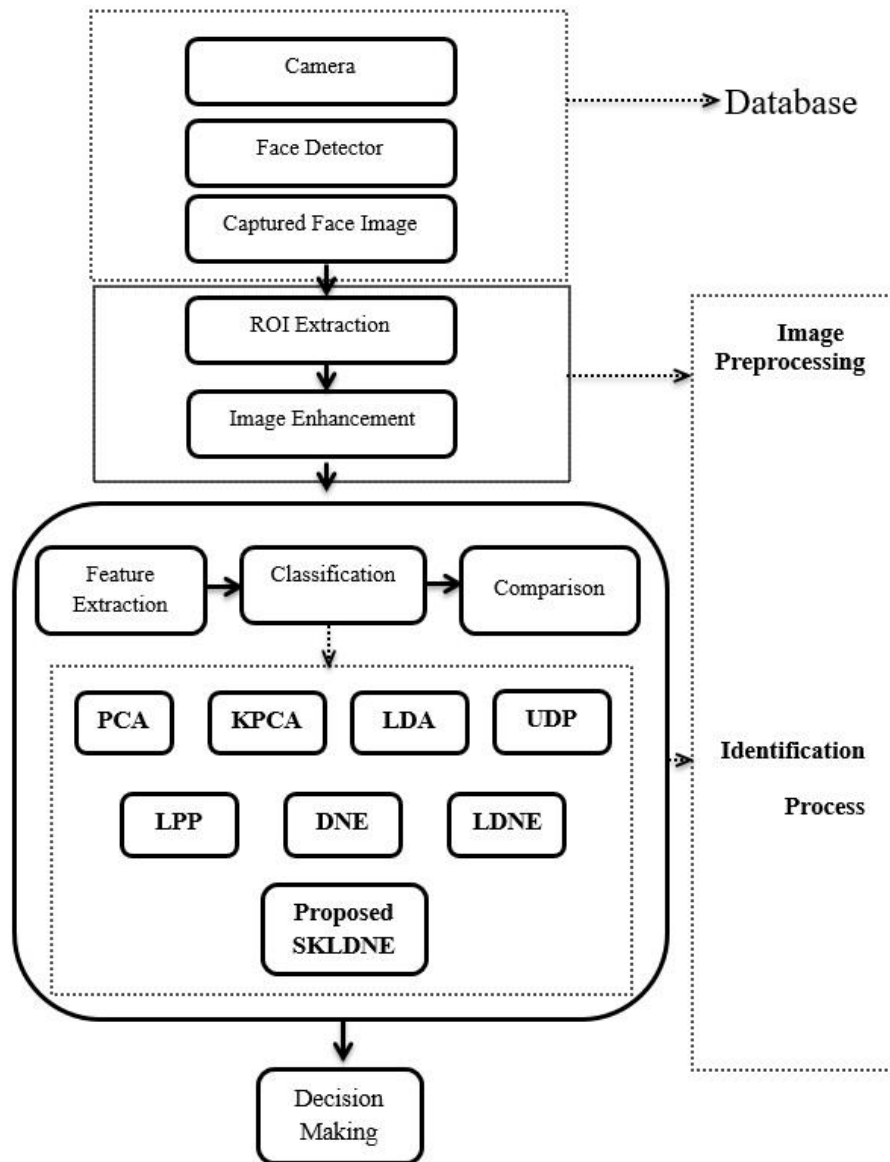 Camera
Database
Face Detector
Captured Face Image
ROI Extraction
Image
Preprocessing
Image Enhancement
Feature
Extraction
Classification
Comparison
PCA
KPCA
LDA
UDP
Identification
Process
LPP
DNE
LDNE
Proposed
SKLDNE
Decision
Making